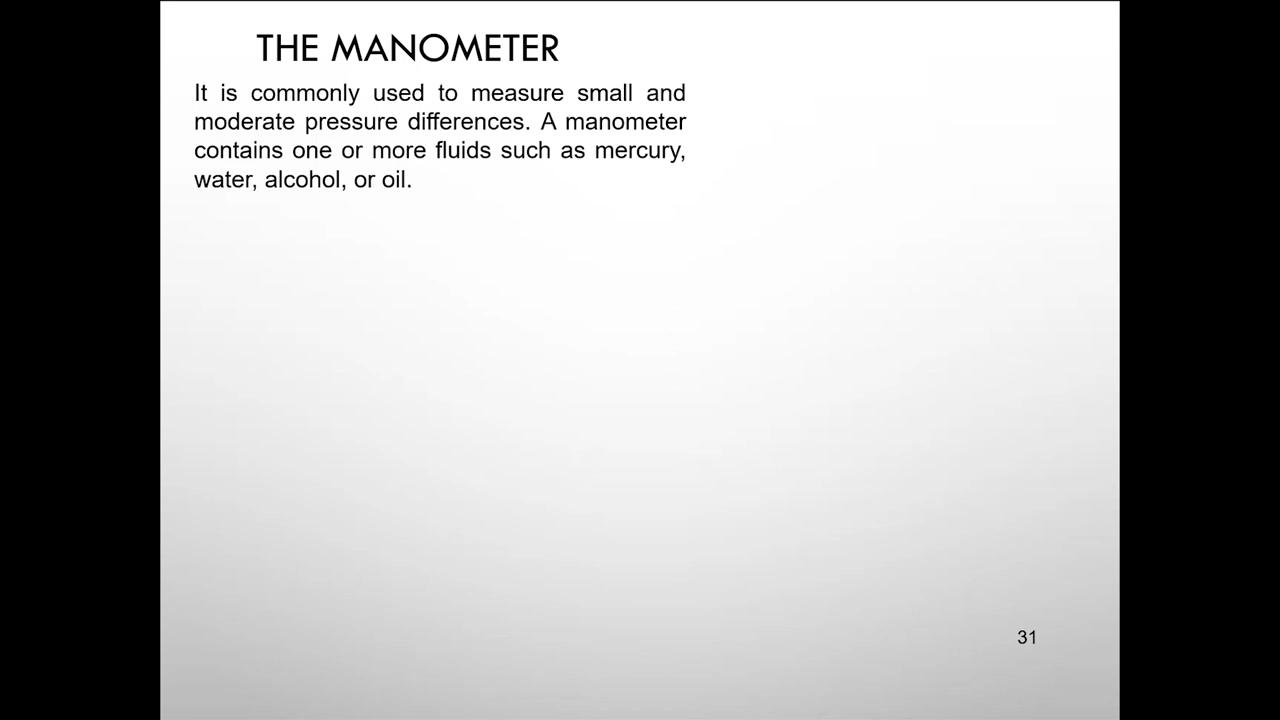 THE MANOMETER
It is commonly used to measure small and
moderate pressure differences. A manometer
contains one or more fluids such as mercury,
water, alcohol, or oil.
31